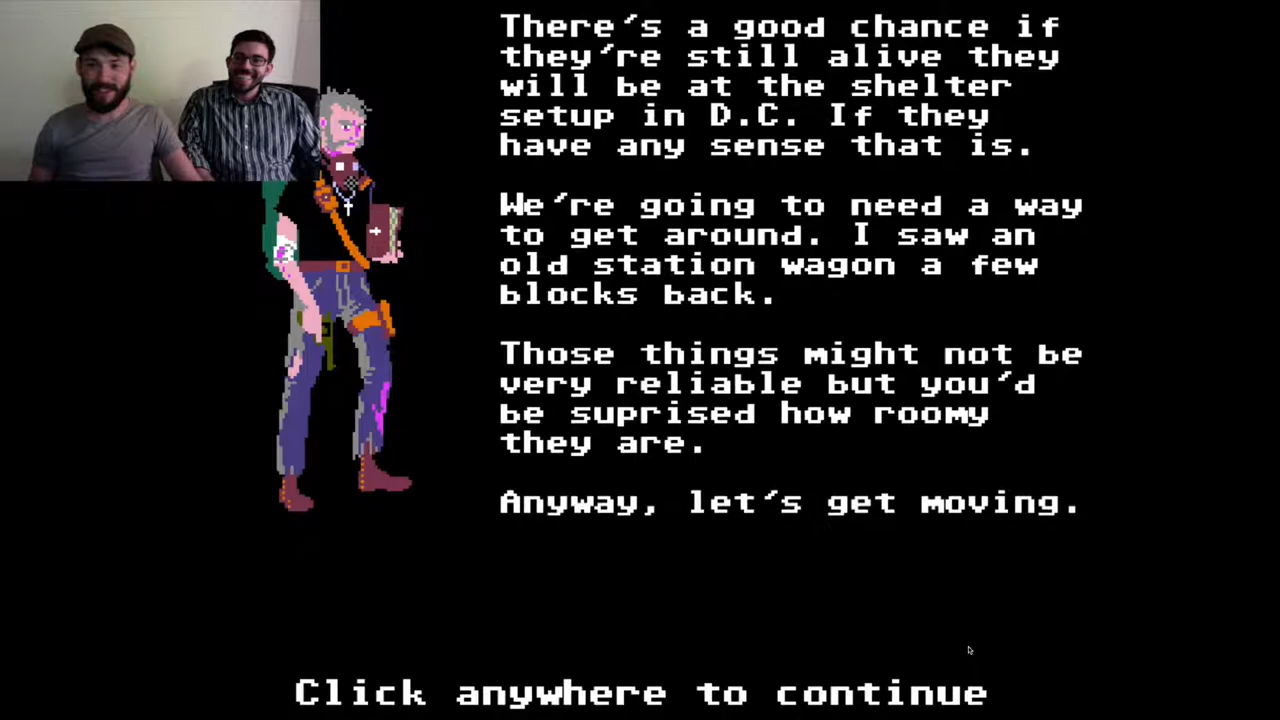 There's a good chance if
they're still alive they
will be at the shelter
setup in D.C. If they
have any sense that is.
We're going to need a way
to get around. I saw an
old station wagon a few
blocks back.
Those things might not be
very reliable but you'd
be suprised how roomy
they are.
Anyway, let's get moving.
Click anywhere to continue